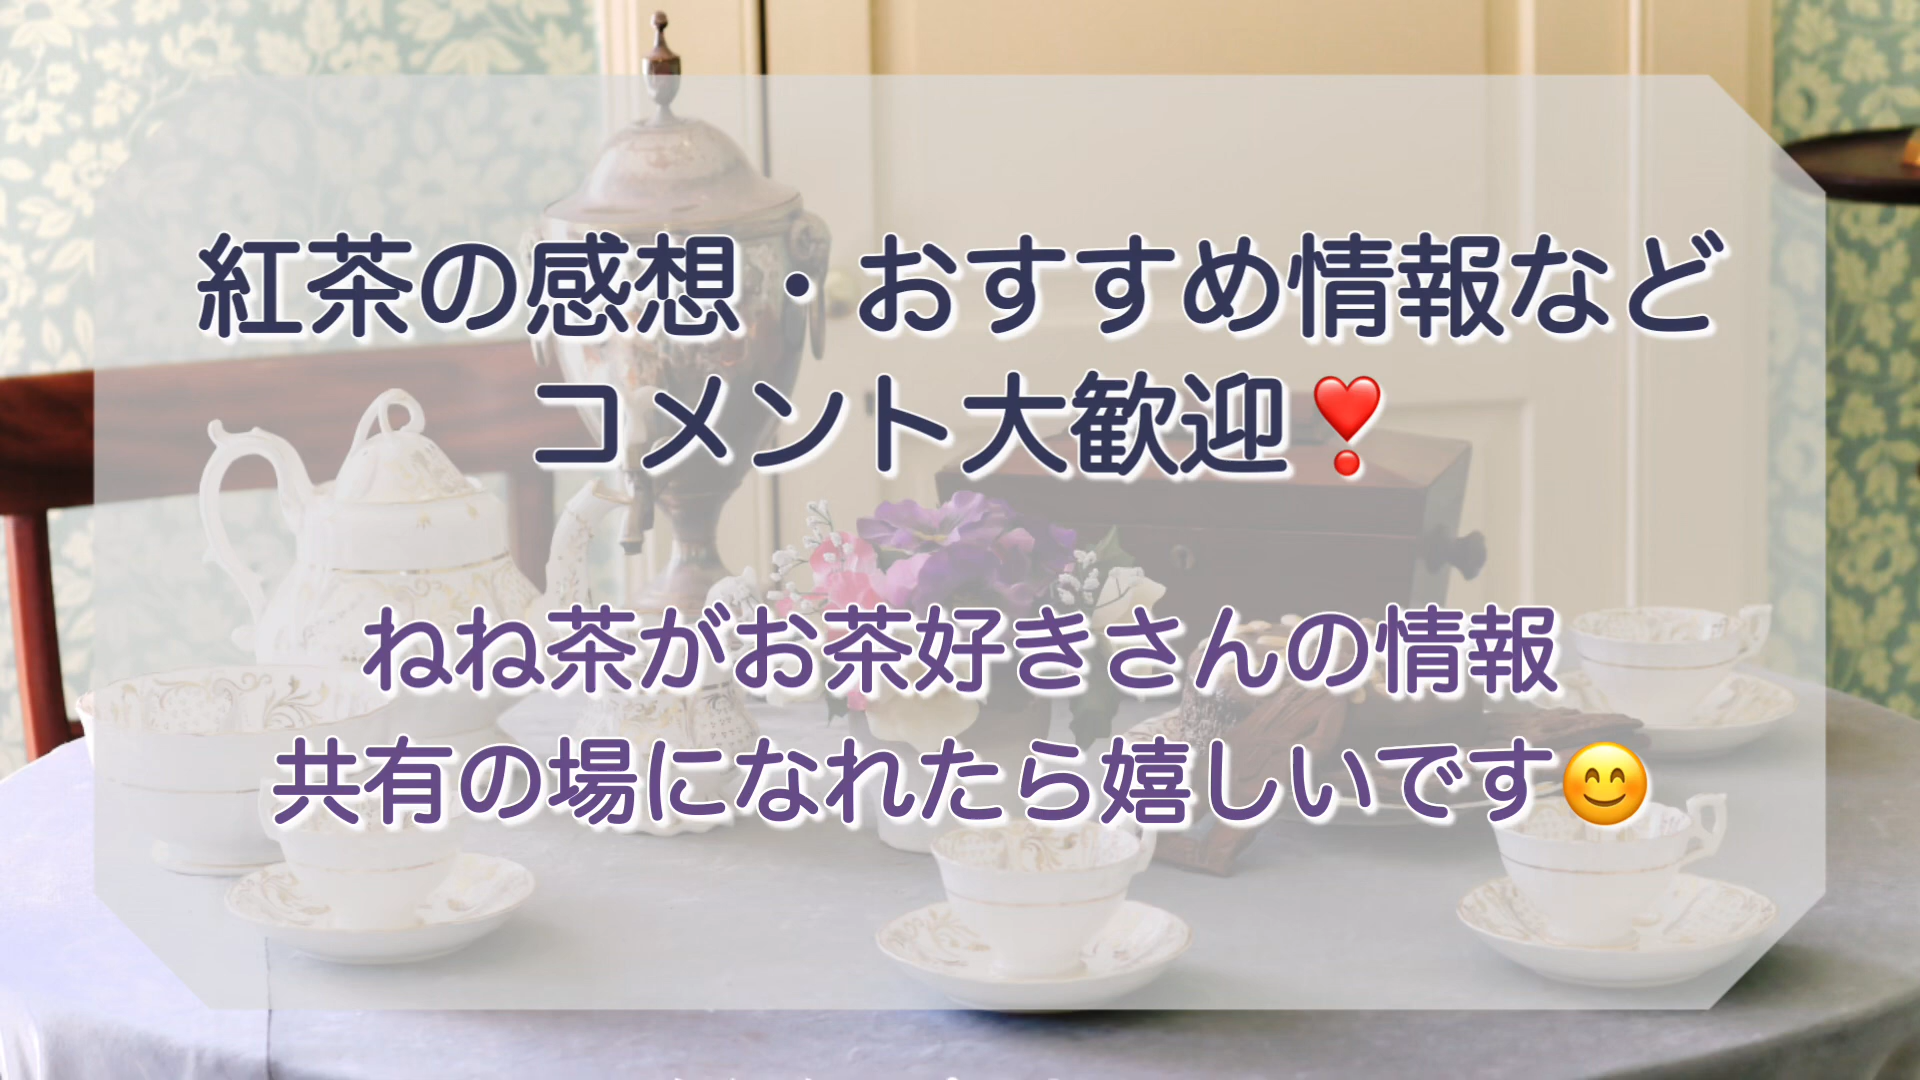 紅茶の感想・おすすめ情報など
コメント大歓迎❣️
ねね茶がお茶好きさんの情報
共有の場になれたら嬉しいです😊